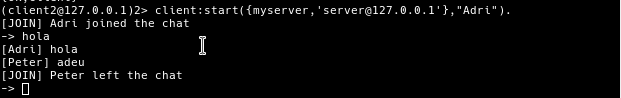 (client2@127.0.0.1)2> client:start({myserver,'server@127.0.0.1'},"Adri").
[JOIN] Adri joined the chat
-> hola
[Adri] hola
[Peter] adeu
[JOIN] Peter left the chat
->